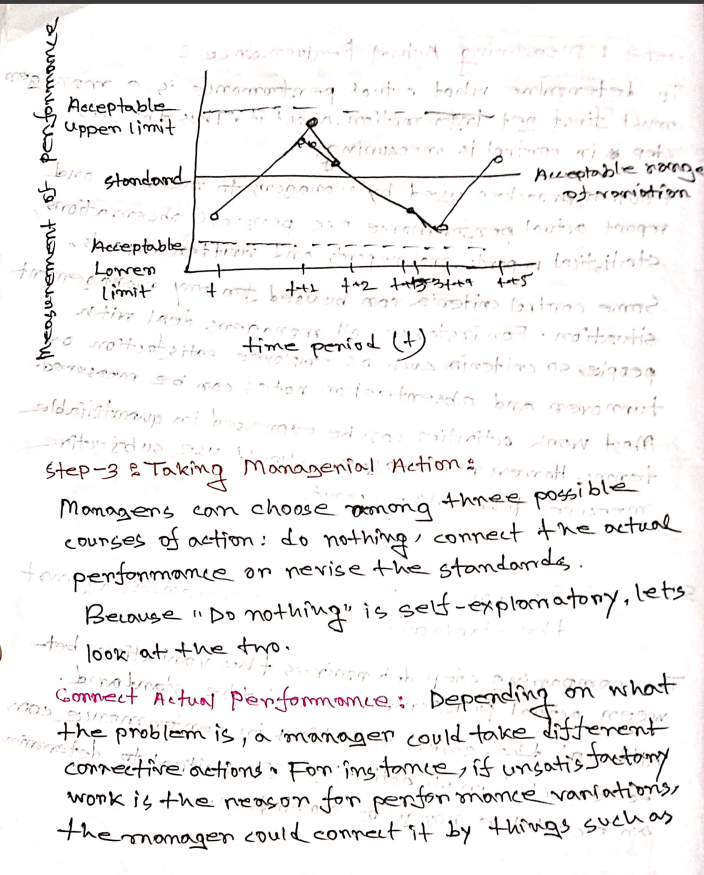 Measurement of performance
Acceptable
upper limit
standard
Acceptable range
of variation
Acceptable
Lower
limit
t t+1 t+2 t+4 t+5
time period (t)
Step-3 : Taking Managerial Action :
Managers can choose among three possible
courses of action: do nothing, correct the actual
performance or revise the standards.
Because "Do nothing" is self-explanatory, let's
look at the two.
Correct Actual Performance: Depending on what
the problem is, a manager could take different
corrective actions. For instance, if unsatisfactory
work is the reason for performance variations,
the manager could correct it by things such as